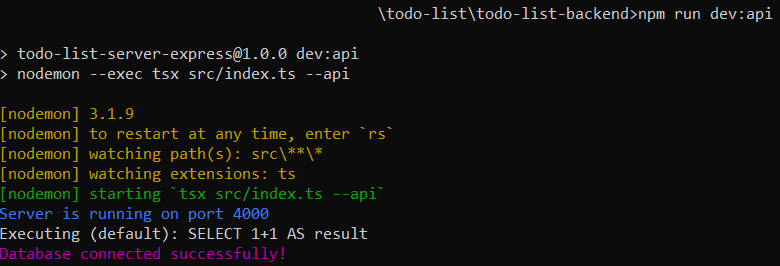 \todo-list\todo-list-backend>npm run dev:api
> todo-list-server-express@1.0.0 dev:api
> nodemon --exec tsx src/index.ts --api
[nodemon] 3.1.9
[nodemon] to restart at any time, enter `rs`
[nodemon] watching path(s): src\**\*
[nodemon] watching extensions: ts
[nodemon] starting `tsx src/index.ts --api`
Server is running on port 4000
Executing (default): SELECT 1+1 AS result
Database connected successfully!